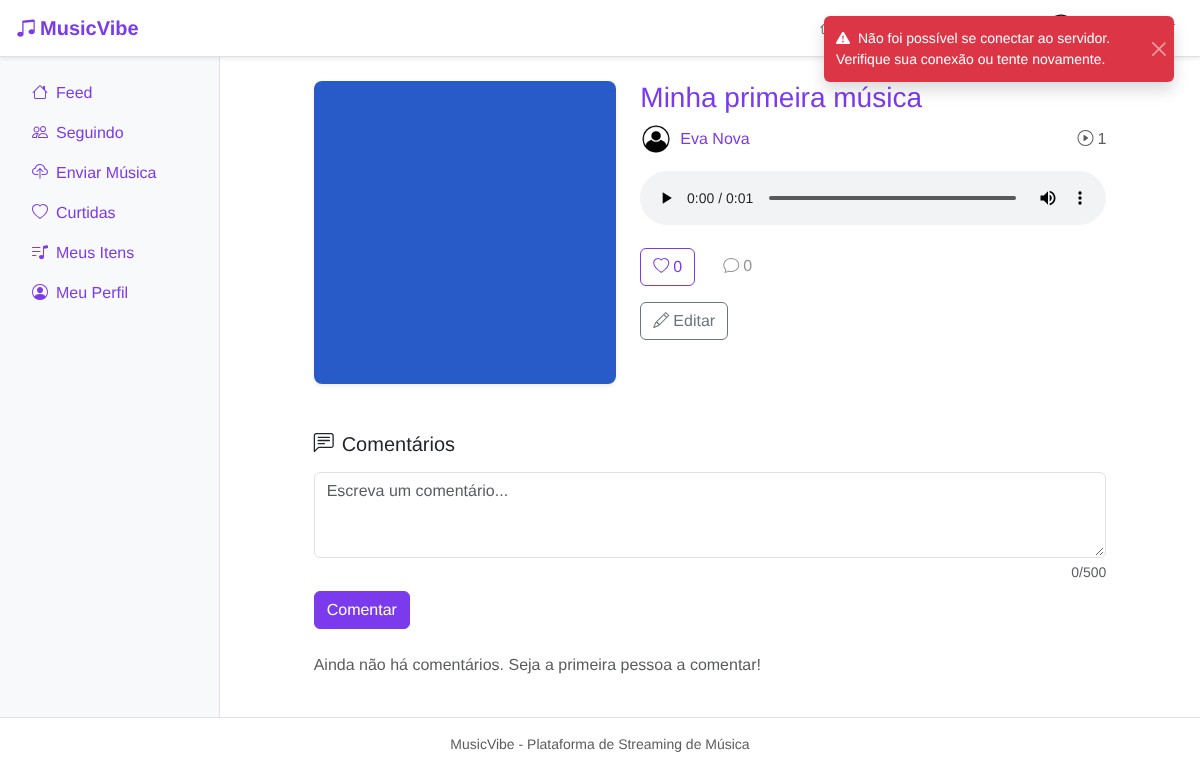 MusicVibe
Não foi possível se conectar ao servidor.
Verifique sua conexão ou tente novamente.
Feed
Seguindo
Enviar Música
Curtidas
Meus Itens
Meu Perfil
Minha primeira música
Eva Nova
1
0:00 / 0:01
0
0
Editar
Comentários
Escreva um comentário...
0/500
Comentar
Ainda não há comentários. Seja a primeira pessoa a comentar!
MusicVibe - Plataforma de Streaming de Música